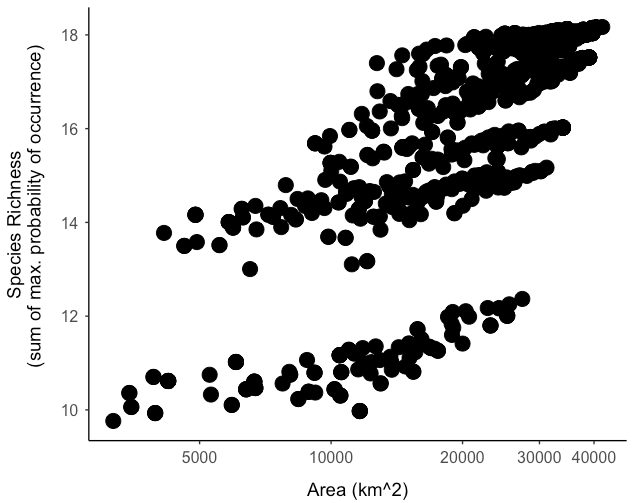 Species Richness
(sum of max. probability of occurrence)
18
16
14
12
10
5000 10000 20000 30000 40000
Area (km^2)